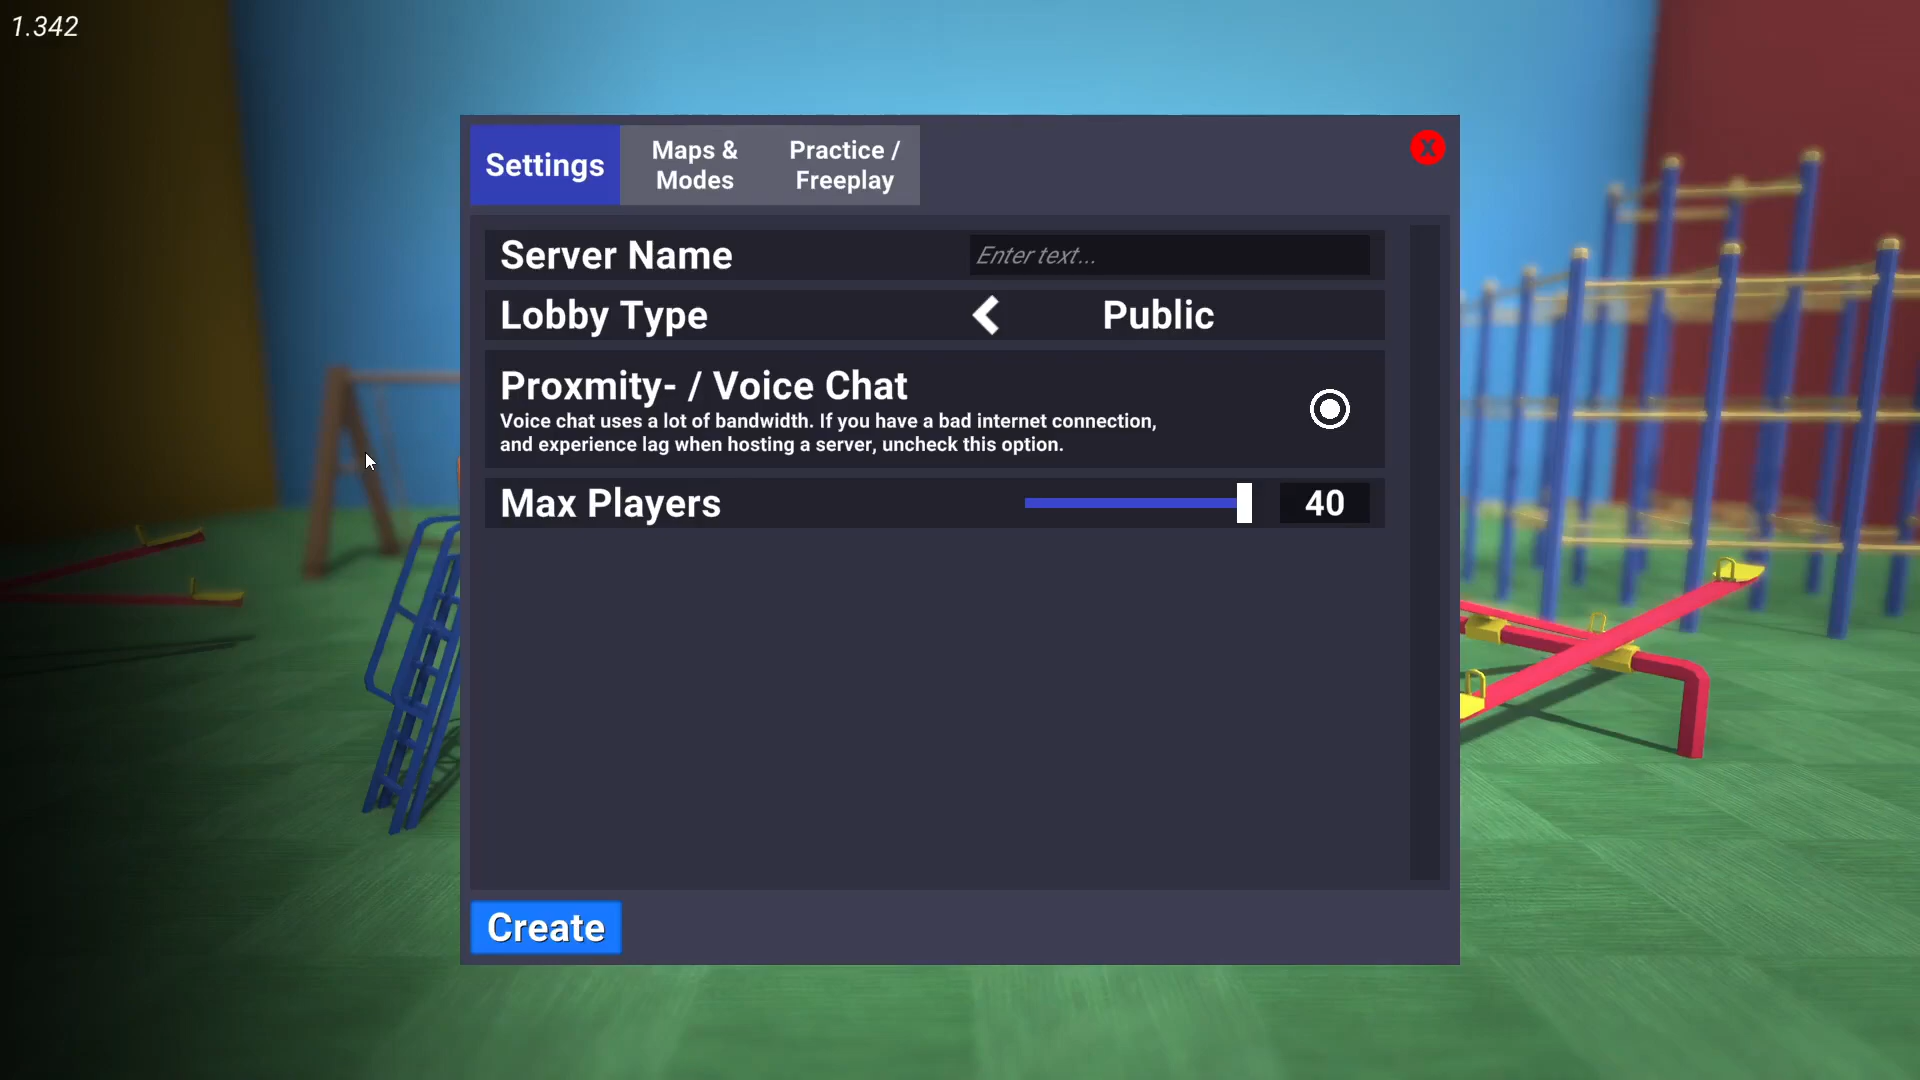 1.342
Settings
Maps &
Modes
Practice /
Freeplay
X
Server Name
Enter text...
Lobby Type
Public
Proxmity- / Voice Chat
Voice chat uses a lot of bandwidth. If you have a bad internet connection,
and experience lag when hosting a server, uncheck this option.
Max Players
40
Create